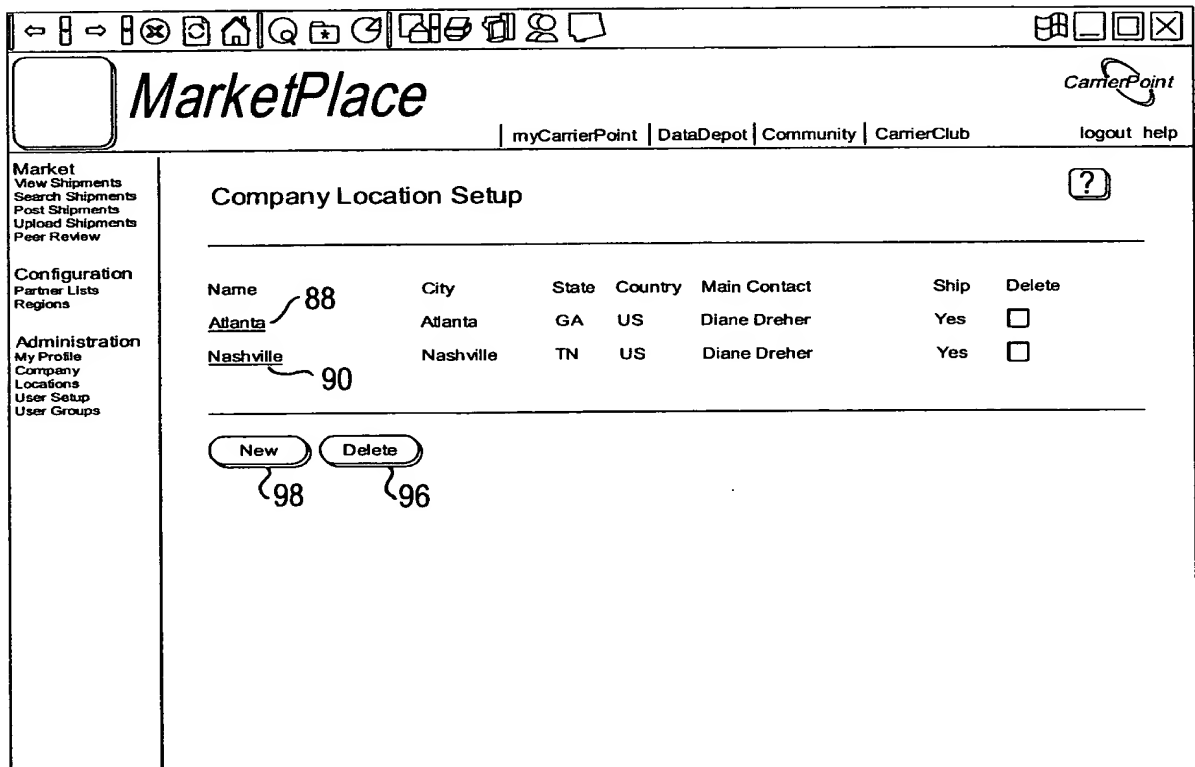 MarketPlace
CarrierPoint
myCarrierPoint | DataDepot | Community | CarrierClub
logout help
Market
View Shipments
Search Shipments
Post Shipments
Upload Shipments
Peer Review
Configuration
Partner Lists
Regions
Administration
My Profile
Company
Locations
User Setup
User Groups
Company Location Setup
?
Name City State Country Main Contact Ship Delete
88
Atlanta Atlanta GA US Diane Dreher Yes
Nashville Nashville TN US Diane Dreher Yes
90
New Delete
98 96